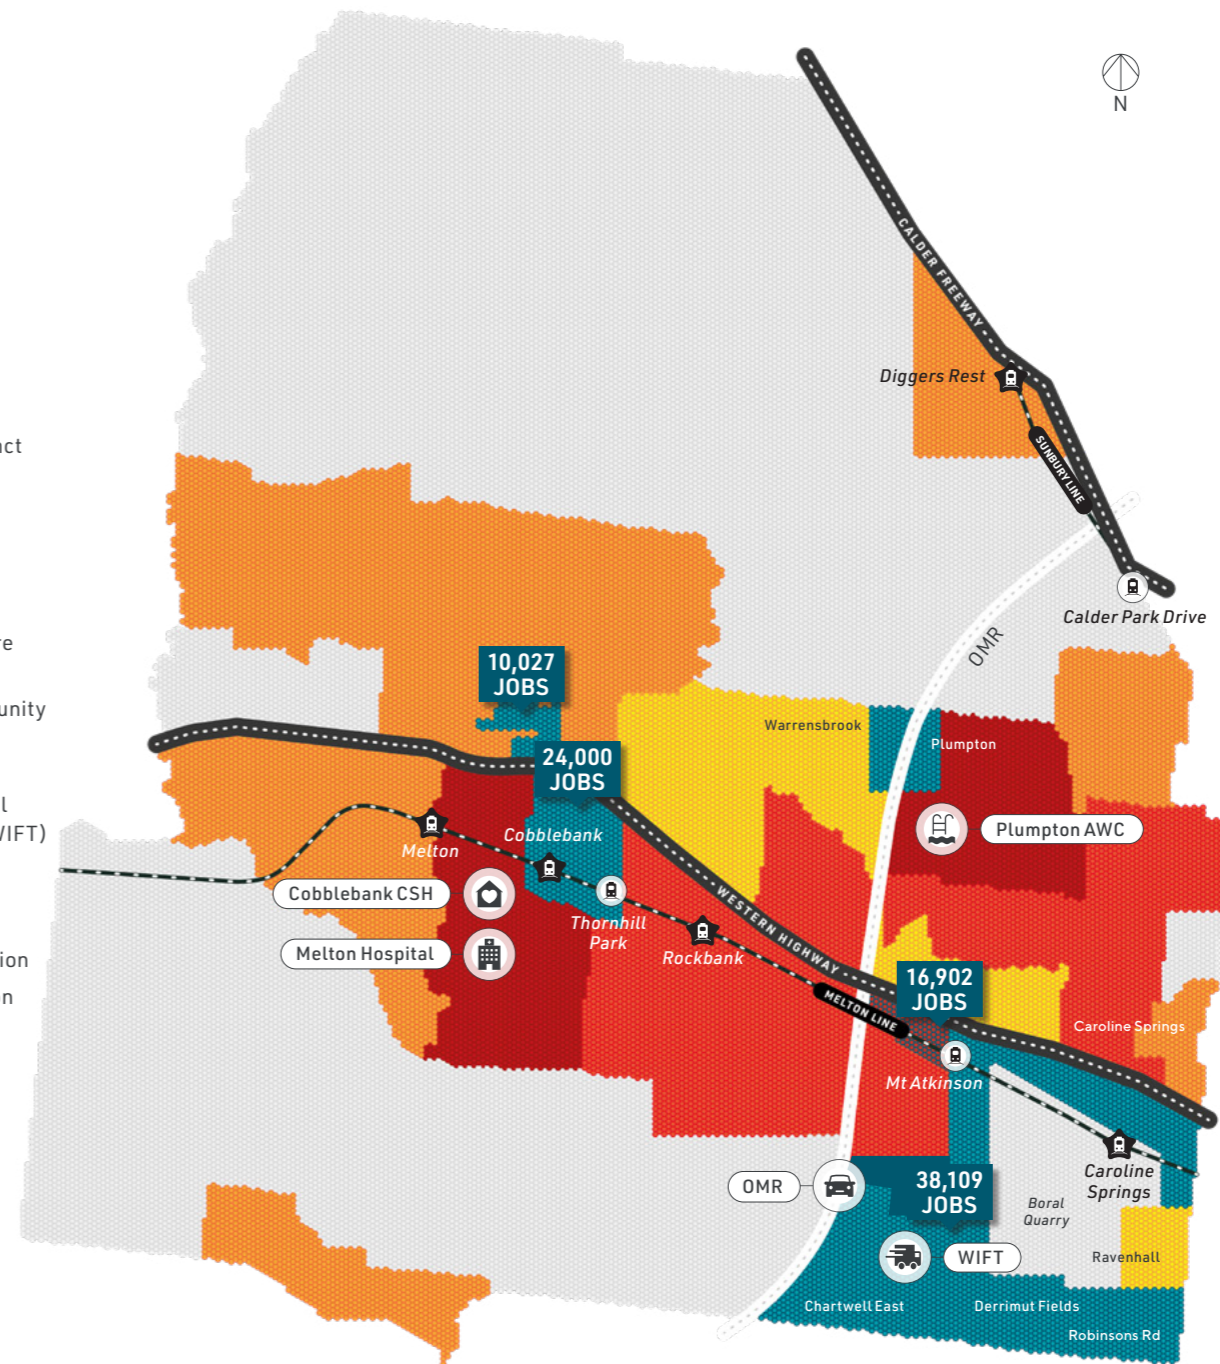 N
CALDER FREEWAY
Diggers Rest
SUNBURY LINE
Calder Park Drive
OMR
10,027
JOBS
Warrensbrook
Plumpton
24,000
JOBS
Cobblebank
Melton
Plumpton AWC
Cobblebank CSH
Thornhill
Park
Rockbank
WESTERN HIGHWAY
Melton Hospital
MELTON LINE
16,902
JOBS
Caroline Springs
Mt Atkinson
Caroline
Springs
OMR
38,109
JOBS
Boral
Quarry
WIFT
Ravenhall
Chartwell East
Derrimut Fields
Robinsons Rd